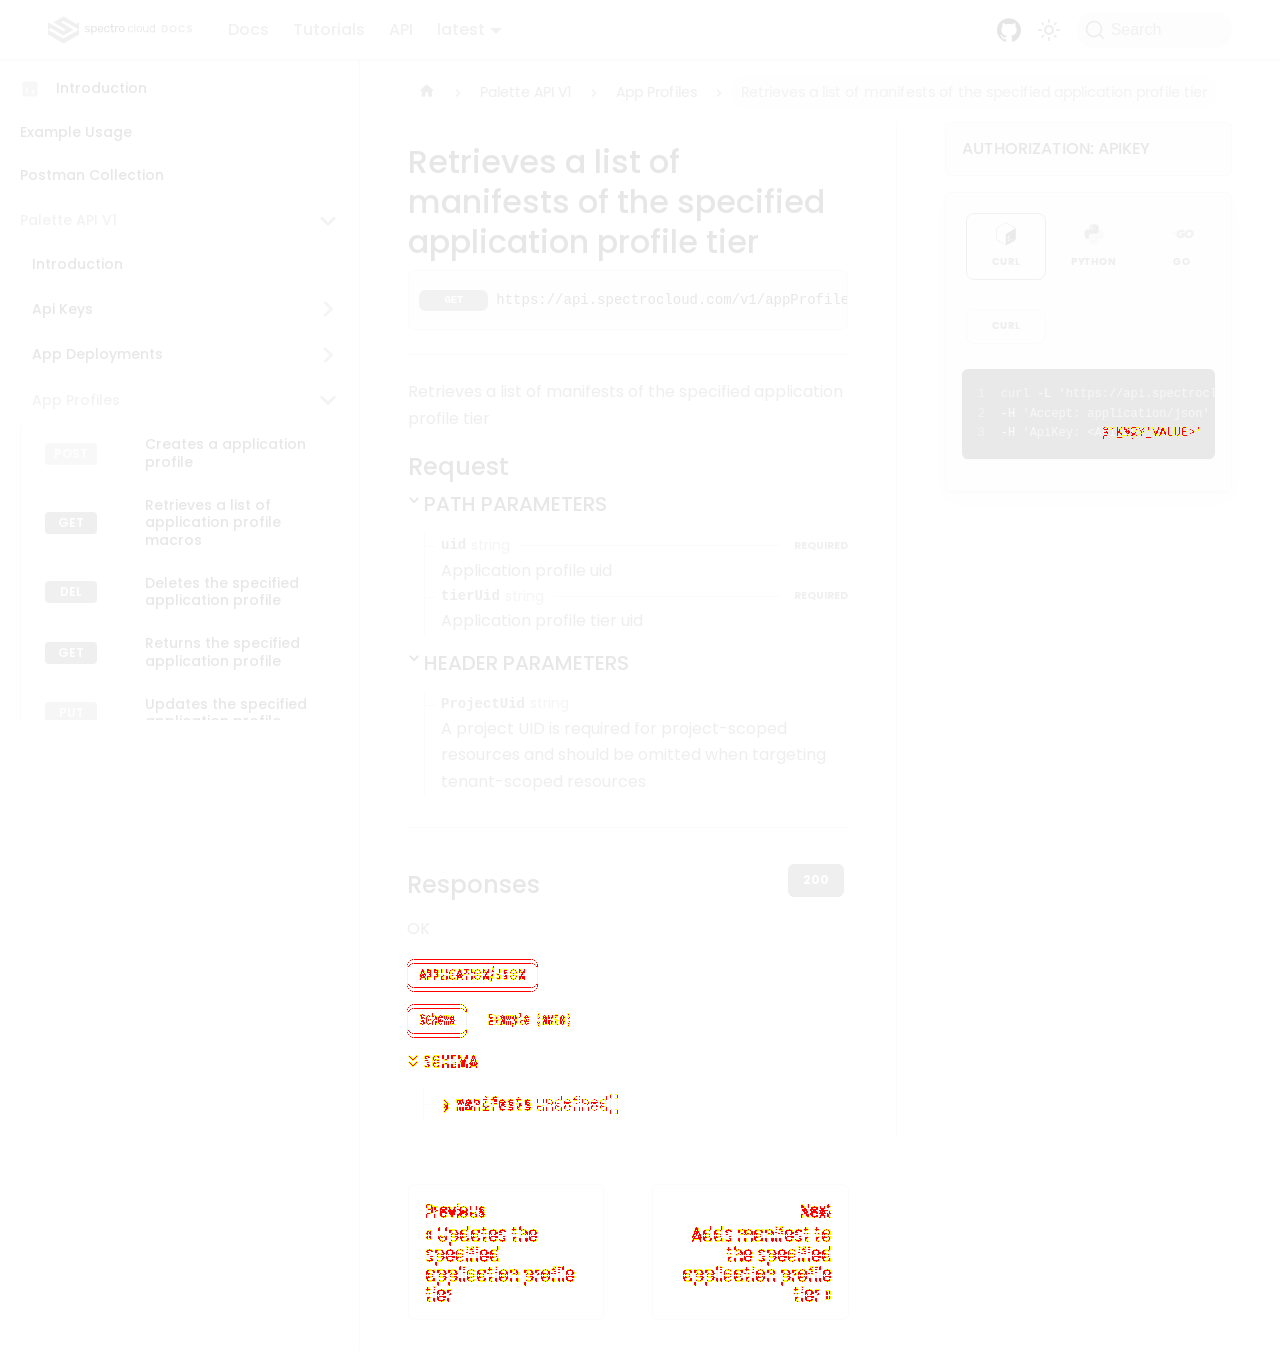 spectro cloud DOCS Docs Tutorials API latest Search
Introduction
Example Usage
Postman Collection
Palette API V1
Introduction
Api Keys
App Deployments
App Profiles
POST Creates a application
profile
GET Retrieves a list of
application profile
macros
DEL Deletes the specified
application profile
GET Returns the specified
application profile
PUT Updates the specified
application profile
Palette API V1 App Profiles Retrieves a list of manifests of the specified application profile tier
Retrieves a list of
manifests of the specified
application profile tier
GET https://api.spectrocloud.com/v1/appProfile
Retrieves a list of manifests of the specified application
profile tier
Request
PATH PARAMETERS
uid string REQUIRED
Application profile uid
tierUid string REQUIRED
Application profile tier uid
HEADER PARAMETERS
ProjectUid string
A project UID is required for project-scoped
resources and should be omitted when targeting
tenant-scoped resources
Responses 200
OK
APPLICATION/JSON
Schema Example (auto)
SCHEMA
manifests undefined[]
Previous
« Updates the
specified
application profile
tier
Next
Adds manifest to
the specified
application profile
tier »
AUTHORIZATION: APIKEY
CURL PYTHON GO
CURL
1 curl -L 'https://api.spectrocl
2 -H 'Accept: application/json'
3 -H 'ApiKey: <A